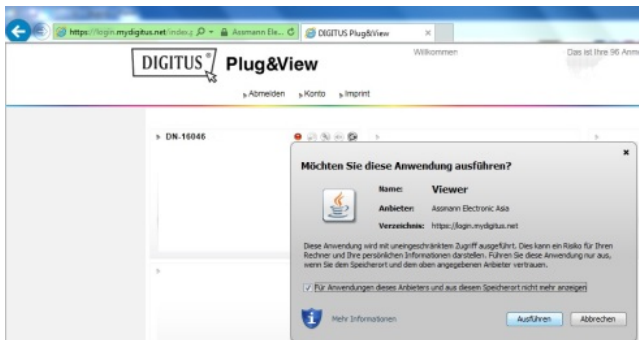 https://login.mydigitus.net/index.
Assmann Ele...
DIGITUS Plug&View
DIGITUS®
Plug&View
Willkommen
Das ist Ihre 96 Anm
Abmelden
Konto
Imprint
DN-16046
Möchten Sie diese Anwendung ausführen?
Name: Viewer
Anbieter: Assmann Electronic Asia
Verzeichnis: https://login.mydigitus.net
Diese Anwendung wird mit uneingeschränktem Zugriff ausgeführt. Dies kann ein Risiko für Ihren
Rechner und Ihre persönlichen Informationen darstellen. Führen Sie diese Anwendung nur aus,
wenn Sie dem Speicherort und dem oben angegebenen Anbieter vertrauen.
Für Anwendungen dieses Anbieters und aus diesem Speicherort nicht mehr anzeigen
Mehr Informationen
Ausführen
Abbrechen